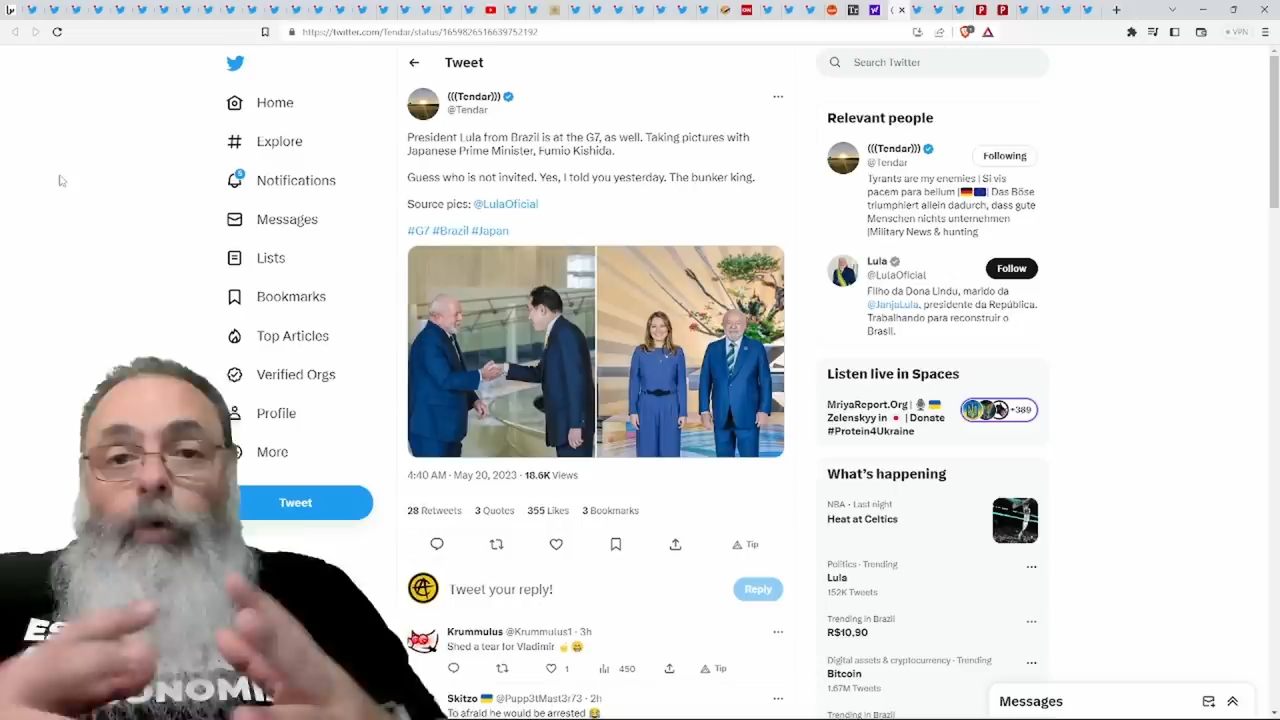 https://twitter.com/Tendar/status/1659826516639752192
VPN
Home
Explore
6
Notifications
Messages
Lists
Bookmarks
Top Articles
Verified Orgs
Profile
More
Tweet
Tweet
(((Tendar)))
@Tendar
President Lula from Brazil is at the G7, as well. Taking pictures with
Japanese Prime Minister, Fumio Kishida.
Guess who is not invited. Yes, I told you yesterday. The bunker king.
Source pics: @LulaOficial
#G7 #Brazil #Japan
4:40 AM · May 20, 2023 · 18.6K Views
28 Retweets 3 Quotes 355 Likes 3 Bookmarks
Tip
Tweet your reply!
Reply
Krummulus @Krummulus1 · 3h
Shed a tear for Vladimir ☝️😄
1 450 Tip
Skitzo 🇺🇦 @Pupp3tMast3r73 · 2h
To afraid he would be arrested 😂
Search Twitter
Relevant people
(((Tendar)))
@Tendar
Following
Tyrants are my enemies | Si vis
pacem para bellum |🇩🇪🇪🇺| Das Böse
triumphiert allein dadurch, dass gute
Menschen nichts unternehmen
|Military News & hunting
Lula
@LulaOficial
Follow
Filho da Dona Lindu, marido da
@JanjaLula, presidente da República.
Trabalhando para reconstruir o
Brasil.
Listen live in Spaces
MriyaReport.Org | 🎙️ 🇺🇦
Zelenskyy in 🇯🇵 | Donate
#Protein4Ukraine
+389
What's happening
NBA · Last night
Heat at Celtics
Politics · Trending
Lula
152K Tweets
Trending in Brazil
R$10,90
Digital assets & cryptocurrency · Trending
Bitcoin
1.67M Tweets
Trending in Brazil
Messages